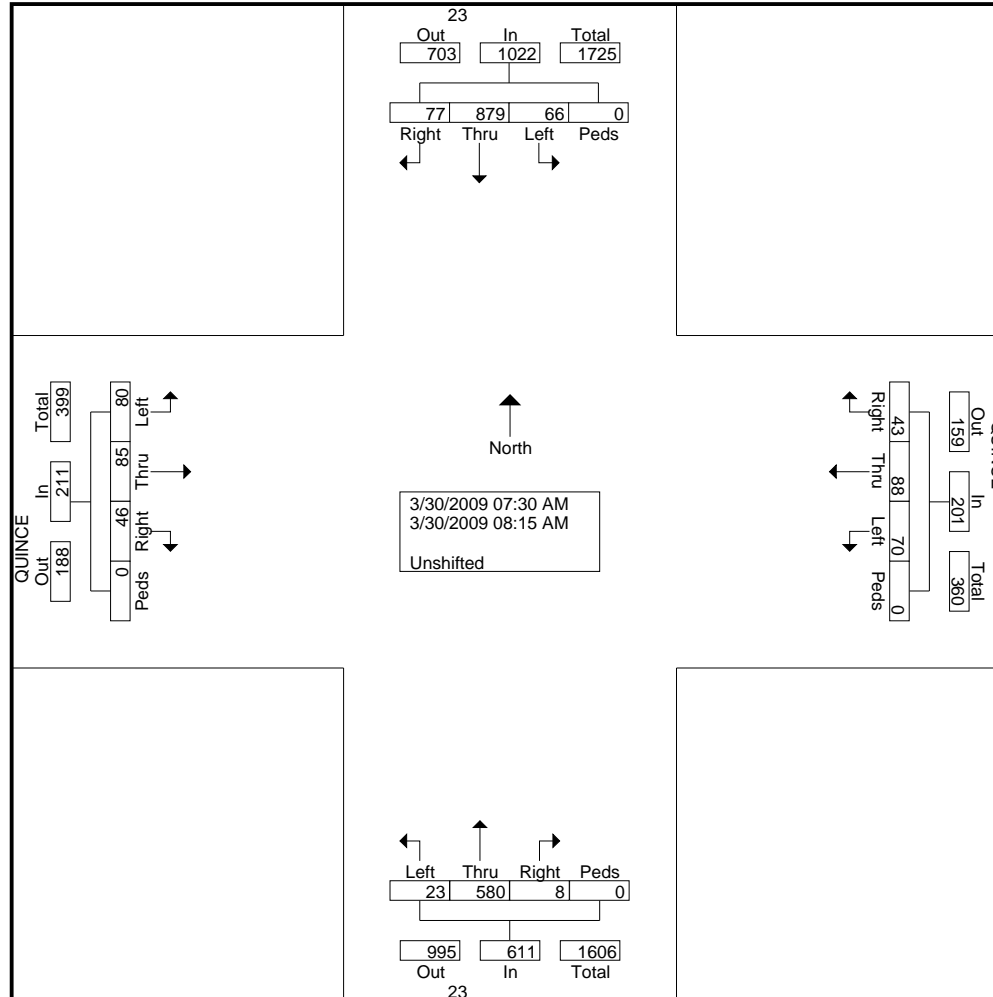 23
Out In Total
703 1022 1725
77 879 66 0
Right Thru Left Peds
Total
399
In
211
QUINCE
Out
188
80 85 46 0
Left Thru Right Peds
North
3/30/2009 07:30 AM
3/30/2009 08:15 AM
Unshifted
Right Thru Left Peds
43 88 70 0
Out
159
In
201
Total
360
Left Thru Right Peds
23 580 8 0
995 611 1606
Out In Total
23